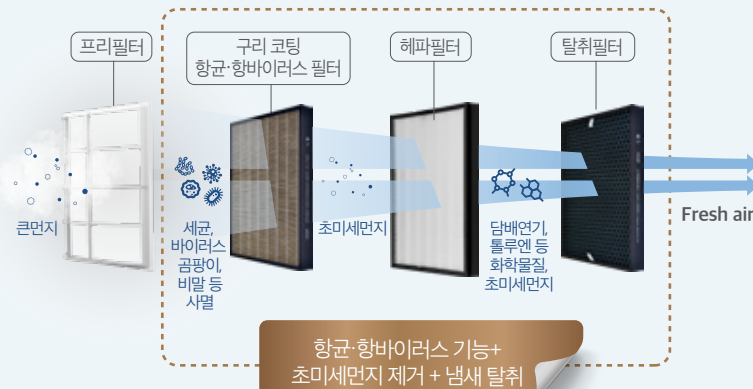 프리필터
구리 코팅
항균·항바이러스 필터
헤파필터
탈취필터
큰먼지
세균,
바이러스
곰팡이,
비말 등
사멸
초미세먼지
담배연기,
톨루엔 등
화학물질,
초미세먼지
Fresh air
항균·항바이러스 기능+
초미세먼지 제거 + 냄새 탈취